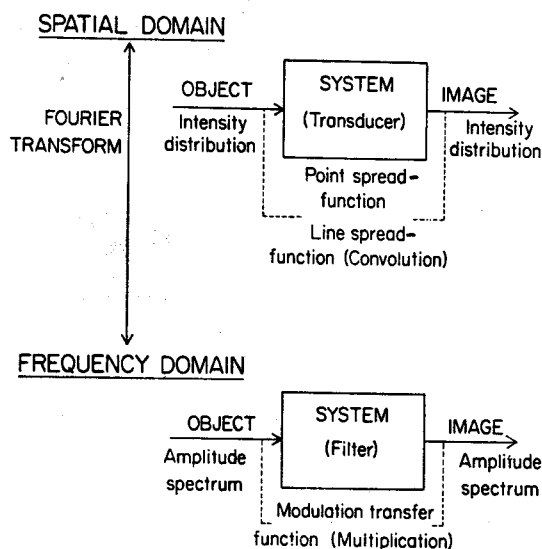 SPATIAL DOMAIN
FOURIER
TRANSFORM
OBJECT
Intensity
distribution
SYSTEM
(Transducer)
IMAGE
Intensity
distribution
Point spread-
function
Line spread-
function (Convolution)
FREQUENCY DOMAIN
OBJECT
Amplitude
spectrum
SYSTEM
(Filter)
IMAGE
Amplitude
spectrum
Modulation transfer
function (Multiplication)